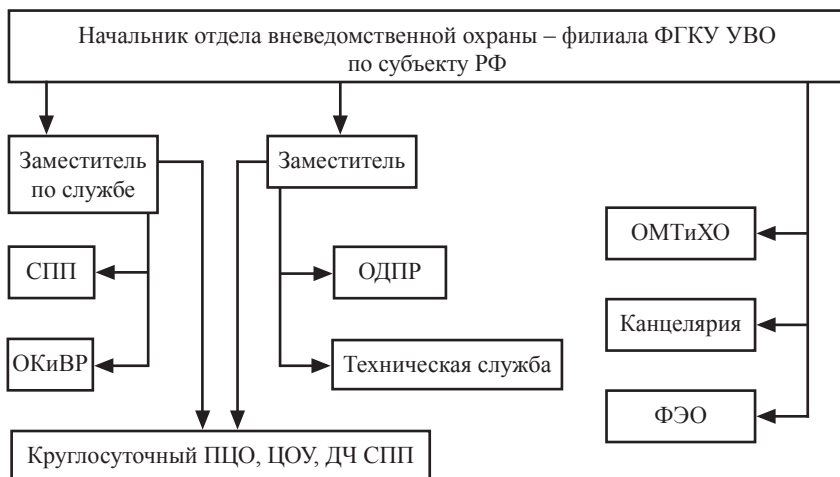 Начальник отдела вневедомственной охраны – филиала ФГКУ УВО
по субъекту РФ
Заместитель
по службе
Заместитель
СПП
ОДПР
ОМТиХО
ОКиВР
Техническая служба
Канцелярия
ФЭО
Круглосуточный ПЦО, ЦОУ, ДЧ СПП